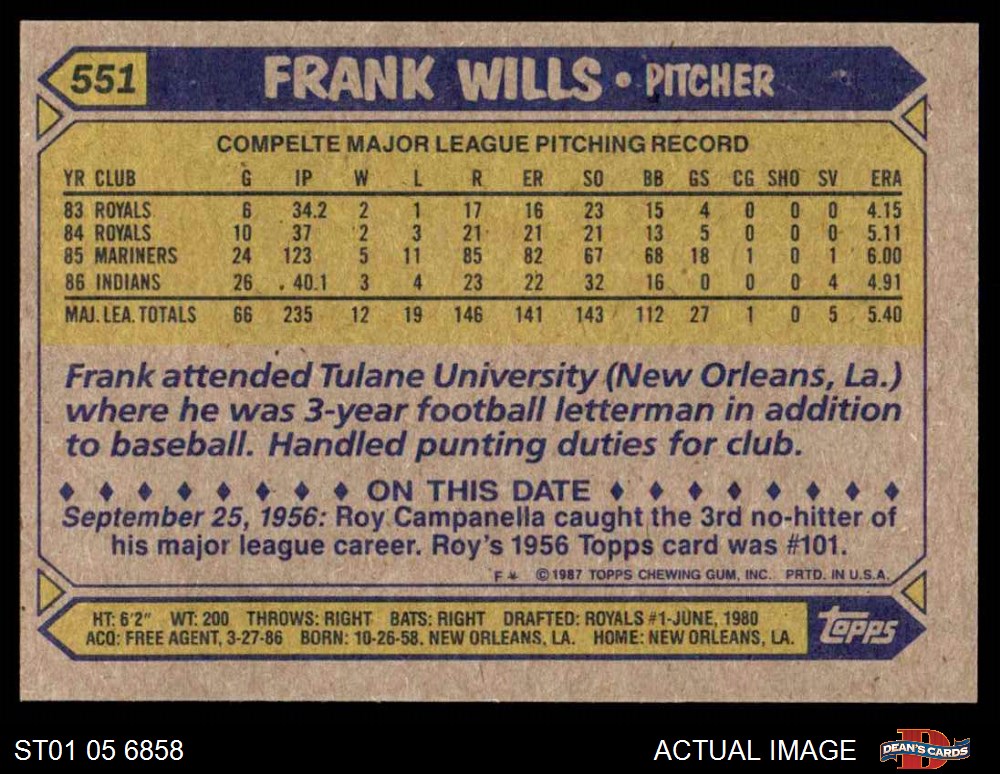 551 FRANK WILLS • PITCHER
COMPELTE MAJOR LEAGUE PITCHING RECORD
YR CLUB G IP W L R ER SO BB GS CG SHO SV ERA
83 ROYALS 6 34.2 2 1 17 16 23 15 4 0 0 0 4.15
84 ROYALS 10 37 2 3 21 21 21 13 5 0 0 0 5.11
85 MARINERS 24 123 5 11 85 82 67 68 18 1 0 1 6.00
86 INDIANS 26 40.1 3 4 23 22 32 16 0 0 0 4 4.91
MAJ. LEA. TOTALS 66 235 12 19 146 141 143 112 27 1 0 5 5.40
Frank attended Tulane University (New Orleans, La.)
where he was 3-year football letterman in addition
to baseball. Handled punting duties for club.
♦ ♦ ♦ ♦ ♦ ♦ ♦ ♦ ON THIS DATE ♦ ♦ ♦ ♦ ♦ ♦ ♦ ♦
September 25, 1956: Roy Campanella caught the 3rd no-hitter of
his major league career. Roy's 1956 Topps card was #101.
F * © 1987 TOPPS CHEWING GUM, INC. PRTD. IN U.S.A.
HT: 6'2" WT: 200 THROWS: RIGHT BATS: RIGHT DRAFTED: ROYALS #1-JUNE, 1980
ACQ: FREE AGENT, 3-27-86 BORN: 10-26-58, NEW ORLEANS, LA. HOME: NEW ORLEANS, LA.
Topps
ST01 05 6858 ACTUAL IMAGE DEAN'S CARDS